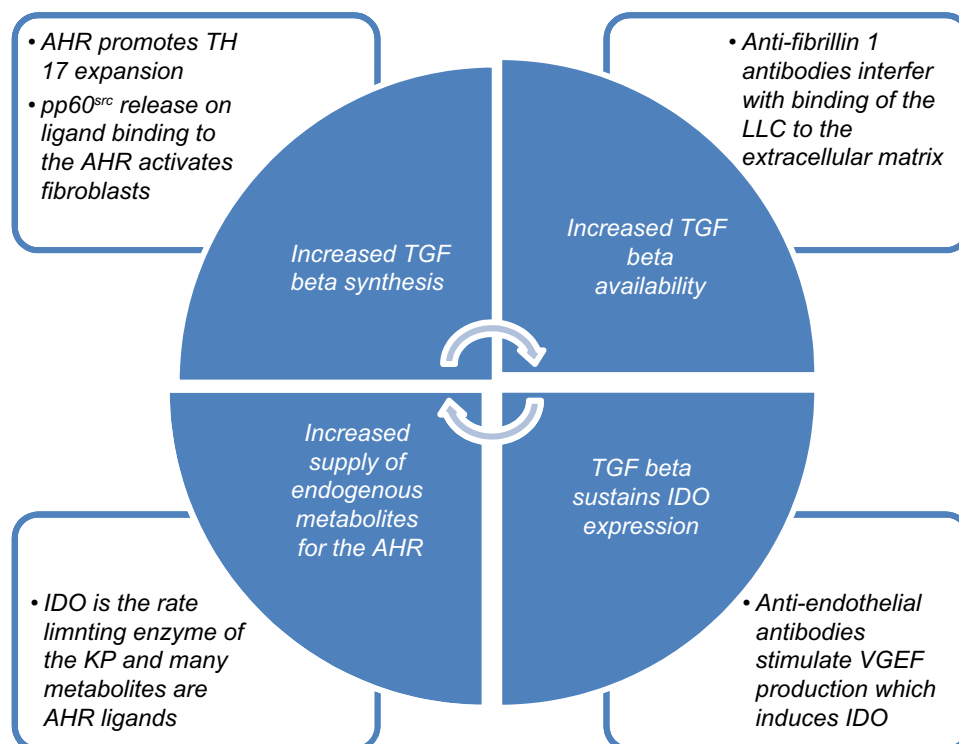 • AHR promotes TH
17 expansion
• pp60src release on
ligand binding to
the AHR activates
fibroblasts
• Anti-fibrillin 1
antibodies interfer
with binding of the
LLC to the
extracellular matrix
Increased TGF
beta synthesis
Increased TGF
beta
availability
Increased
supply of
endogenous
metabolites
for the AHR
TGF beta
sustains IDO
expression
• IDO is the rate
limnting enzyme of
the KP and many
metabolites are
AHR ligands
• Anti-endothelial
antibodies
stimulate VGEF
production which
induces IDO